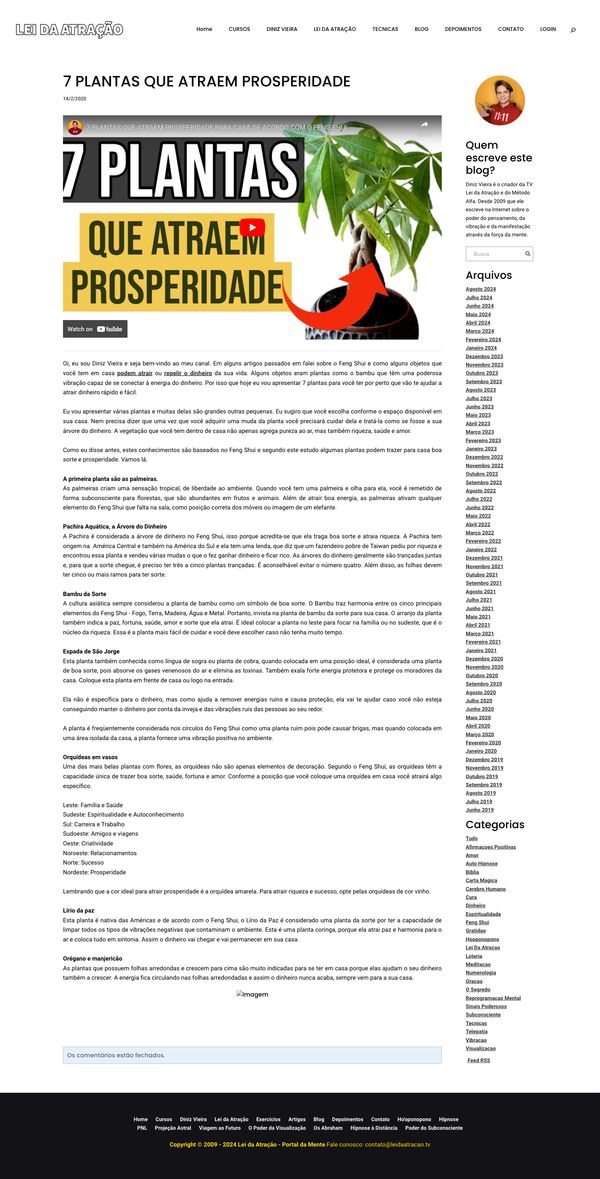 LEI DA ATRAÇÃO
Home CURSOS DINIZ VIEIRA LEI DA ATRAÇÃO TECNICAS BLOG DEPOIMENTOS CONTATO LOGIN
7 PLANTAS QUE ATRAEM PROSPERIDADE
14/2/2020
7 PLANTAS QUE ATRAEM PROSPERIDADE PARA CASA DE ACORDO COM O FENG SHUI
7 PLANTAS
QUE ATRAEM
PROSPERIDADE
Watch on YouTube
Oi, eu sou Diniz Vieira e seja bem-vindo ao meu canal. Em alguns artigos passados em falei sobre o Feng Shui e como alguns objetos que
você tem em casa podem atrair ou repelir o dinheiro da sua vida. Alguns objetos eram plantas como o bambu que têm uma poderosa
vibração capaz de se conectar à energia do dinheiro. Por isso que hoje eu vou apresentar 7 plantas para você ter por perto que vão te ajudar a
atrair dinheiro rápido e fácil.
Eu vou apresentar várias plantas e muitas delas são grandes outras pequenas. Eu sugiro que você escolha conforme o espaço disponível em
sua casa. Nem precisa dizer que uma vez que você adquirir uma muda da planta você precisará cuidar dela e tratá-la como se fosse a sua
árvore do dinheiro. A vegetação que você tem dentro de casa não apenas agrega pureza ao ar, mas também riqueza, saúde e amor.
Como eu disse antes, estes conhecimentos são baseados no Feng Shui e segundo este estudo algumas plantas podem trazer para casa boa
sorte e prosperidade. Vamos lá.
A primeira planta são as palmeiras.
As palmeiras criam uma sensação tropical, de liberdade ao ambiente. Quando você tem uma palmeira e olha para ela, você é remetido de
forma subconsciente para florestas, que são abundantes em frutos e animais. Além de atrair boa energia, as palmeiras ativam qualquer
elemento do Feng Shui que falta na sala, como posição correta dos móveis ou imagem de um elefante.
Pachira Aquática, a Árvore do Dinheiro
A Pachira é considerada a árvore de dinheiro no Feng Shui, isso porque acredita-se que ela traga boa sorte e atraia riqueza. A Pachira tem
origem na América Central e também na América do Sul e ela tem uma lenda, que diz que um fazendeiro pobre de Taiwan pediu por riqueza e
encontrou essa planta e vendeu várias mudas o que o fez ganhar dinheiro e ficar rico. As árvores do dinheiro geralmente são trançadas juntas
e, para a sorte chegue, é preciso ter três a cinco plantas trançadas. É aconselhável evitar o número quatro. Além disso, as folhas devem
ter cinco ou mais ramos para ter sorte.
Bambu da Sorte
A cultura asiática sempre considerou a planta de bambu como um símbolo de boa sorte. O Bambu traz harmonia entre os cinco principais
elementos do Feng Shui - Fogo, Terra, Madeira, Água e Metal. Portanto, invista na planta de bambu da sorte para sua casa. O arranjo da planta
também indica a paz, fortuna, saúde, amor e sorte que ela atrai. É ideal colocar a planta no leste para focar na família ou no sudeste, que é o
núcleo da riqueza. Essa é a planta mais fácil de cuidar e você deve escolher caso não tenha muito tempo.
Espada de São Jorge
Esta planta também conhecida como língua de sogra ou planta de cobra, quando colocada em uma posição ideal, é considerada uma planta
de boa sorte, pois absorve os gases venenosos do ar e elimina as toxinas. Também exala forte energia protetora e protege os moradores da
casa. Coloque esta planta em frente de casa ou logo na entrada.
Ela não é específica para o dinheiro, mas como ajuda a remover energias ruins e causa proteção, ela vai te ajudar caso você não esteja
conseguindo manter o dinheiro por conta da inveja e das vibrações ruis das pessoas ao seu redor.
A planta é freqüentemente considerada nos círculos do Feng Shui como uma planta ruim pois pode causar brigas, mas quando colocada em
uma área isolada da casa, a planta fornece uma vibração positiva no ambiente.
Orquídeas em vasos
Uma das mais belas plantas com flores, as orquídeas não são apenas elementos de decoração. Segundo o Feng Shui, as orquídeas têm a
capacidade única de trazer boa sorte, saúde, fortuna e amor. Conforme a posição que você coloque uma orquídea em casa você atrairá algo
específico.
Leste: Família e Saúde
Sudeste: Espiritualidade e Autoconhecimento
Sul: Carreira e Trabalho
Sudoeste: Amigos e viagens
Oeste: Criatividade
Noroeste: Relacionamentos
Norte: Sucesso
Nordeste: Prosperidade
Lembrando que a cor ideal para atrair prosperidade é a orquídea amarela. Para atrair riqueza e sucesso, opte pelas orquídeas de cor vinho.
Lírio da paz
Esta planta é nativa das Américas e de acordo com o Feng Shui, o Lírio da Paz é considerado uma planta da sorte por ter a capacidade de
limpar todos os tipos de vibrações negativas que contaminam o ambiente. Esta é uma planta coringa, porque ela atrai paz e harmonia para o
ar e coloca tudo em sintonia. Assim o dinheiro vai chegar e vai permanecer em sua casa.
Orégano e manjericão
As plantas que possuem folhas arredondas e crescem para cima são muito indicadas para se ter em casa porque elas ajudam o seu dinheiro
também a crescer. A energia fica circulando nas folhas arredondadas e assim o dinheiro nunca acaba, sempre vem para a sua casa.
Imagem
Os comentários estão fechados.
11:11
Quem
escreve este
blog?
Diniz Vieira é o criador da TV
Lei da Atração e do Método
Alfa. Desde 2009 que ele
escreve na Internet sobre o
poder do pensamento, da
vibração e da manifestação
através da força da mente.
Busca
Arquivos
Agosto 2024
Julho 2024
Junho 2024
Maio 2024
Abril 2024
Março 2024
Fevereiro 2024
Janeiro 2024
Dezembro 2023
Novembro 2023
Outubro 2023
Setembro 2023
Agosto 2023
Julho 2023
Junho 2023
Maio 2023
Abril 2023
Março 2023
Fevereiro 2023
Janeiro 2023
Dezembro 2022
Novembro 2022
Outubro 2022
Setembro 2022
Agosto 2022
Julho 2022
Junho 2022
Maio 2022
Abril 2022
Março 2022
Fevereiro 2022
Janeiro 2022
Dezembro 2021
Novembro 2021
Outubro 2021
Setembro 2021
Agosto 2021
Julho 2021
Junho 2021
Maio 2021
Abril 2021
Março 2021
Fevereiro 2021
Janeiro 2021
Dezembro 2020
Novembro 2020
Outubro 2020
Setembro 2020
Agosto 2020
Julho 2020
Junho 2020
Maio 2020
Abril 2020
Março 2020
Fevereiro 2020
Janeiro 2020
Dezembro 2019
Novembro 2019
Outubro 2019
Setembro 2019
Agosto 2019
Julho 2019
Junho 2019
Categorias
Tudo
Afirmacoes Positivas
Amor
Auto Hipnose
Biblia
Carta Magica
Cerebro Humano
Cura
Dinheiro
Espiritualidade
Feng Shui
Gratidao
Hooponopono
Lei Da Atracao
Loteria
Meditacao
Numerologia
Oracao
O Segredo
Reprogramacao Mental
Sinais Poderosos
Subconsciente
Tecnicas
Telepatia
Vibracao
Visualizacao
Feed RSS
Home Cursos Diniz Vieira Lei da Atração Exercícios Artigos Blog Depoimentos Contato Ho'oponopono Hipnose
PNL Projeção Astral Viagem ao Futuro O Poder da Visualização Os Abraham Hipnose à Distância Poder do Subconsciente
Copyright © 2009 - 2024 Lei da Atração - Portal da Mente Fale conosco: contato@leidaatracao.tv